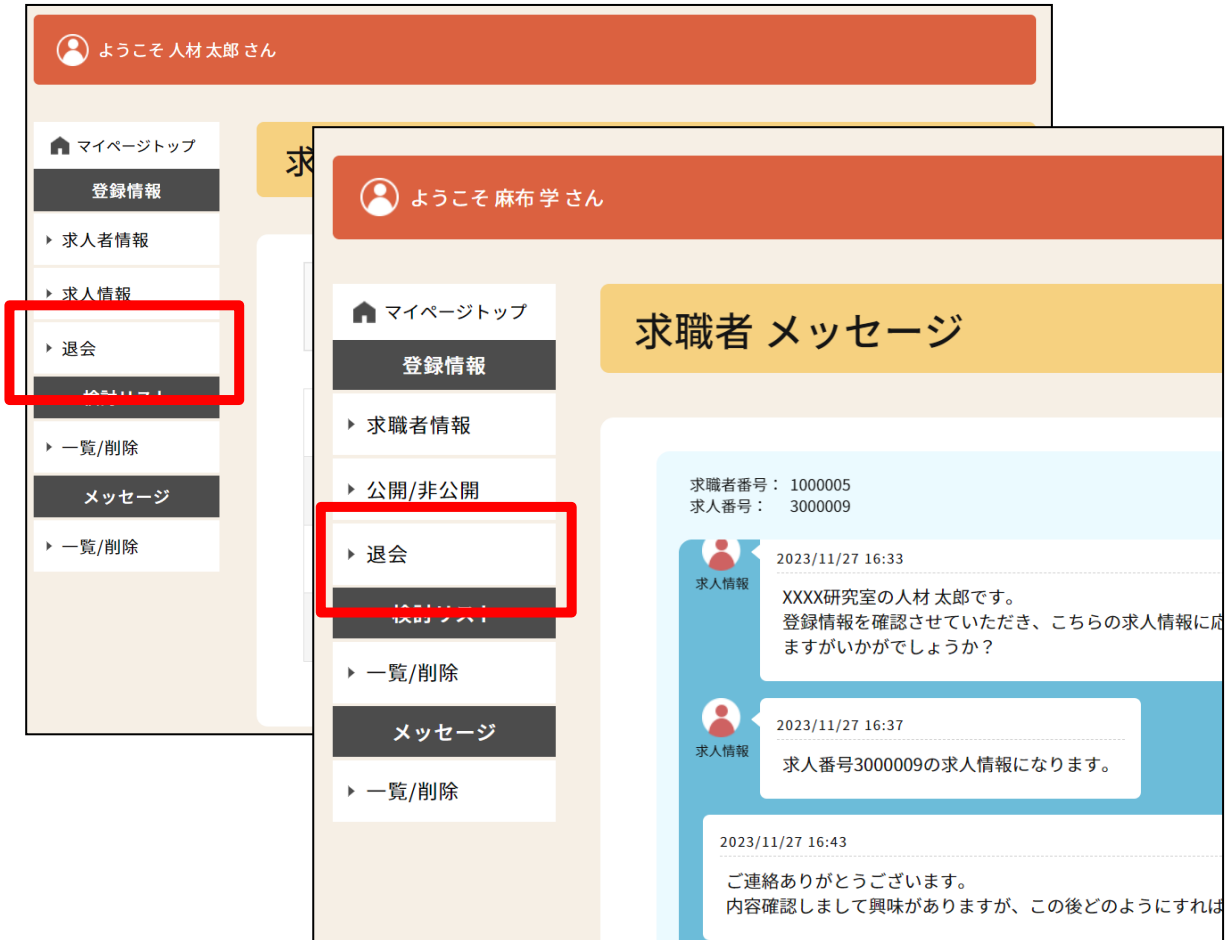 ようこそ 人材 太郎 さん
マイページトップ
登録情報
求人者情報
求人情報
退会
検討リスト
一覧/削除
メッセージ
一覧/削除
求
ようこそ 麻布 学 さん
マイページトップ
登録情報
求職者情報
公開/非公開
退会
検討リスト
一覧/削除
メッセージ
一覧/削除
求職者 メッセージ
求職者番号： 1000005
求人番号： 3000009
求人情報
2023/11/27 16:33
XXXX研究室の人材 太郎です。
登録情報を確認させていただき、こちらの求人情報に応
ますがいかがでしょうか？
求人情報
2023/11/27 16:37
求人番号3000009の求人情報になります。
2023/11/27 16:43
ご連絡ありがとうございます。
内容確認しまして興味がありますが、この後どのようにすれば